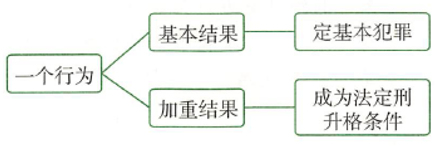 一个行为
基本结果
定基本犯罪
加重结果
成为法定刑
升格条件